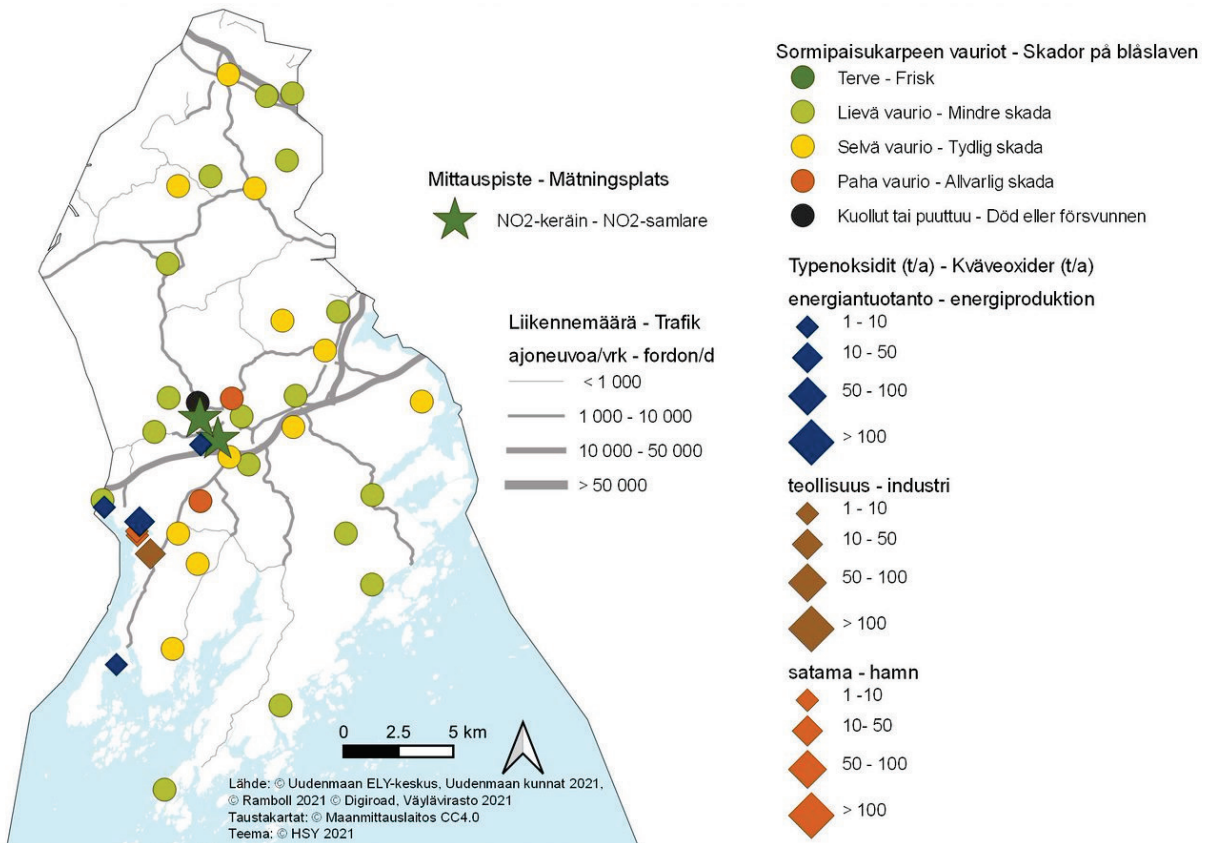 Sormipaisukarpeen vauriot - Skador på blåslaven
Terve - Frisk
Lievä vaurio - Mindre skada
Selvä vaurio - Tydlig skada
Paha vaurio - Allvarlig skada
Kuollut tai puuttuu - Död eller försvunnen
Mittauspiste - Mätningsplats
NO2-keräin - NO2-samlare
Liikennemäärä - Trafik
ajoneuvoa/vrk - fordon/d
< 1 000
1 000 - 10 000
10 000 - 50 000
> 50 000
Typenoksidit (t/a) - Kväveoxider (t/a)
energiantuotanto - energiproduktion
1 - 10
10 - 50
50 - 100
> 100
teollisuus - industri
1 - 10
10 - 50
50 - 100
> 100
satama - hamn
1 -10
10- 50
50 - 100
> 100
0 2.5 5 km
Lähde: © Uudenmaan ELY-keskus, Uudenmaan kunnat 2021,
© Ramboll 2021 © Digiroad, Väylävirasto 2021
Taustakartat: © Maanmittauslaitos CC4.0
Teema: © HSY 2021